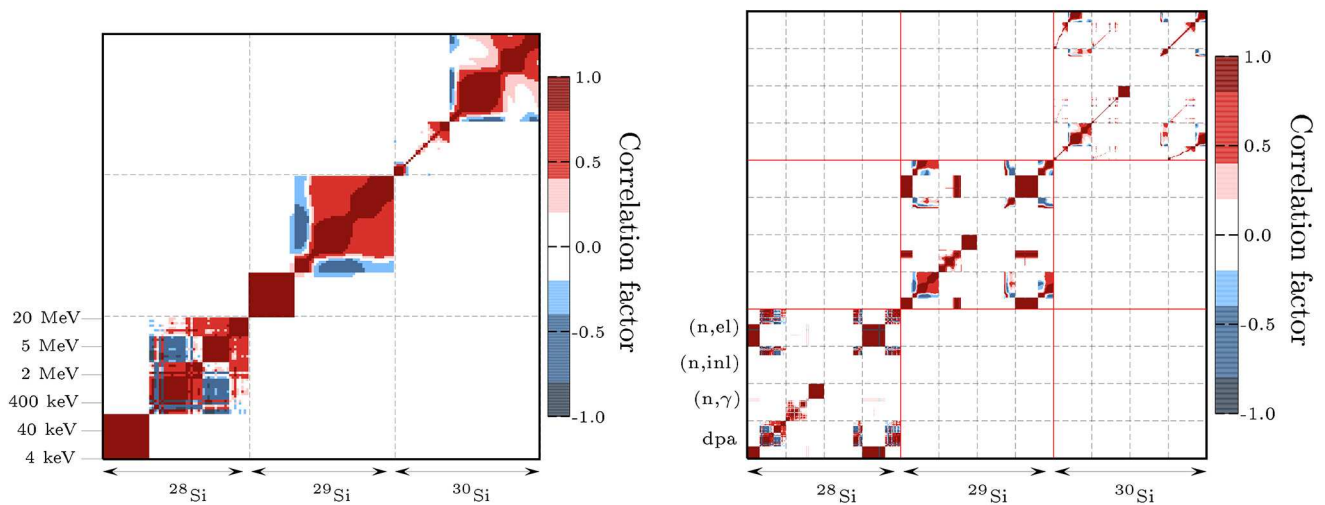 20 MeV
5 MeV
2 MeV
400 keV
40 keV
4 keV
²⁸Si
²⁹Si
³⁰Si
1.0
0.5
0.0
-0.5
-1.0
Correlation factor
(n,el)
(n,inl)
(n,γ)
dpa
²⁸Si
²⁹Si
³⁰Si
1.0
0.5
0.0
-0.5
-1.0
Correlation factor